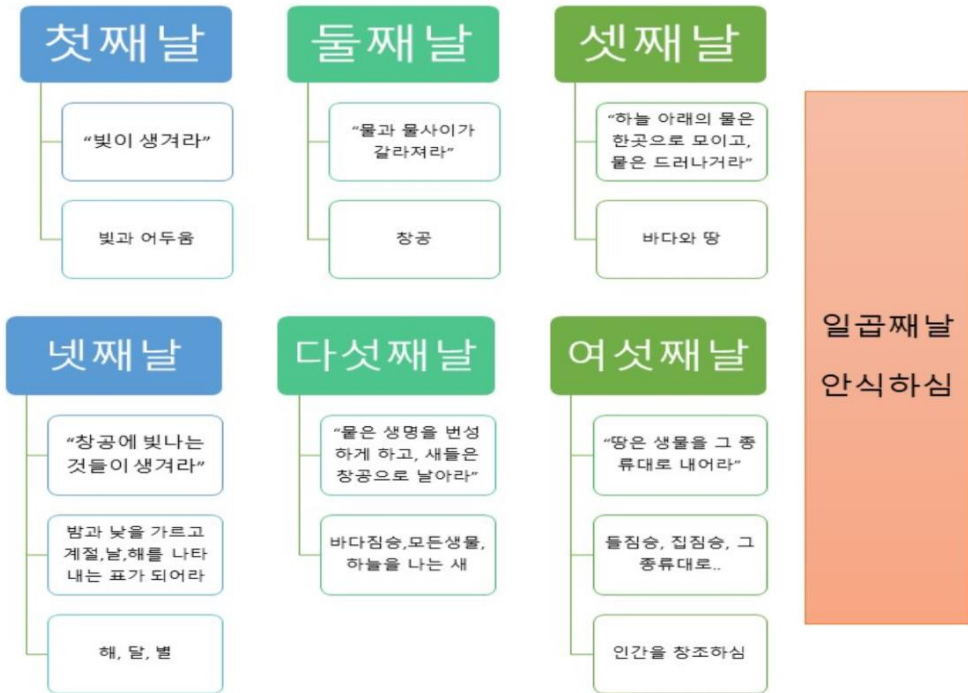 첫째날
“빛이 생겨라”
빛과 어두움
둘째날
“물과 물사이가
갈라져라”
창공
셋째날
“하늘 아래의 물은
한곳으로 모이고,
뭍은 드러나거라”
바다와 땅
넷째날
“창공에 빛나는
것들이 생겨라”
밤과 낮을 가르고
계절,날,해를 나타
내는 표가 되어라
해, 달, 별
다섯째날
“뭍은 생명을 번성
하게 하고, 새들은
창공으로 날아라”
바다짐승,모든생물,
하늘을 나는 새
여섯째날
“땅은 생물을 그 종
류대로 내어라”
들짐승, 집짐승, 그
종류대로..
인간을 창조하심
일곱째날
안식하심